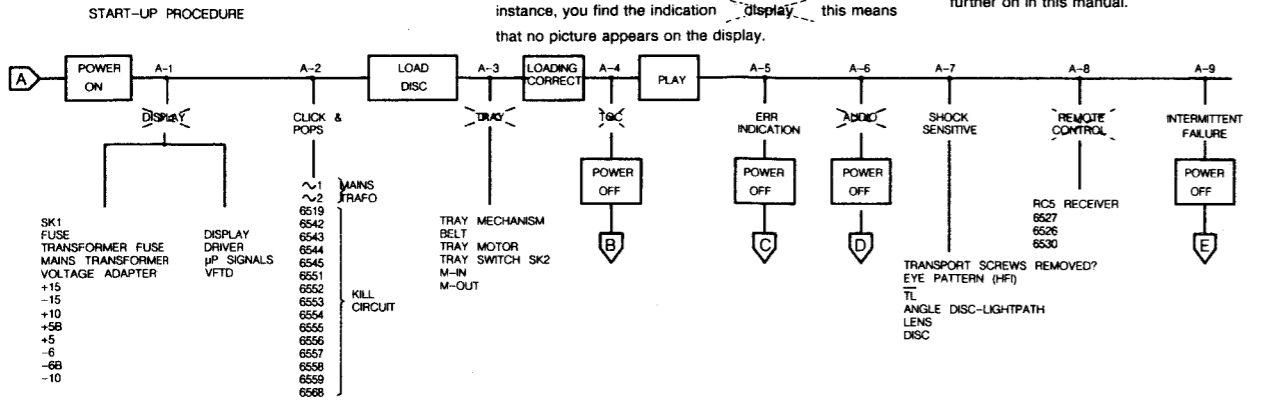 START-UP PROCEDURE
instance, you find the indication display this means
that no picture appears on the display.
further on in this manual.
A
POWER
ON
A-1
A-2
LOAD
DISC
A-3
LOADING
CORRECT
A-4
PLAY
A-5
A-6
A-7
A-8
A-9
DISPLAY
CLICK &
POPS
TRAY
TOC
ERR
INDICATION
AUDIO
SHOCK
SENSITIVE
REMOTE
CONTROL
INTERMITTENT
FAILURE
SK1
FUSE
TRANSFORMER FUSE
MAINS TRANSFORMER
VOLTAGE ADAPTER
+15
-15
+10
+5B
+5
-6
-6B
-10
DISPLAY
DRIVER
µP SIGNALS
VFTD
~1
~2
MAINS
TRAFO
6519
6542
6543
6544
6545
6551
6552
6553
6554
6555
6556
6557
6558
6559
6568
KILL
CIRCUIT
TRAY MECHANISM
BELT
TRAY MOTOR
TRAY SWITCH SK2
M-IN
M-OUT
POWER
OFF
B
POWER
OFF
C
POWER
OFF
D
TRANSPORT SCREWS REMOVED?
EYE PATTERN (HFI)
TL
ANGLE DISC-LIGHTPATH
LENS
DISC
RC5 RECEIVER
6527
6526
6530
POWER
OFF
E